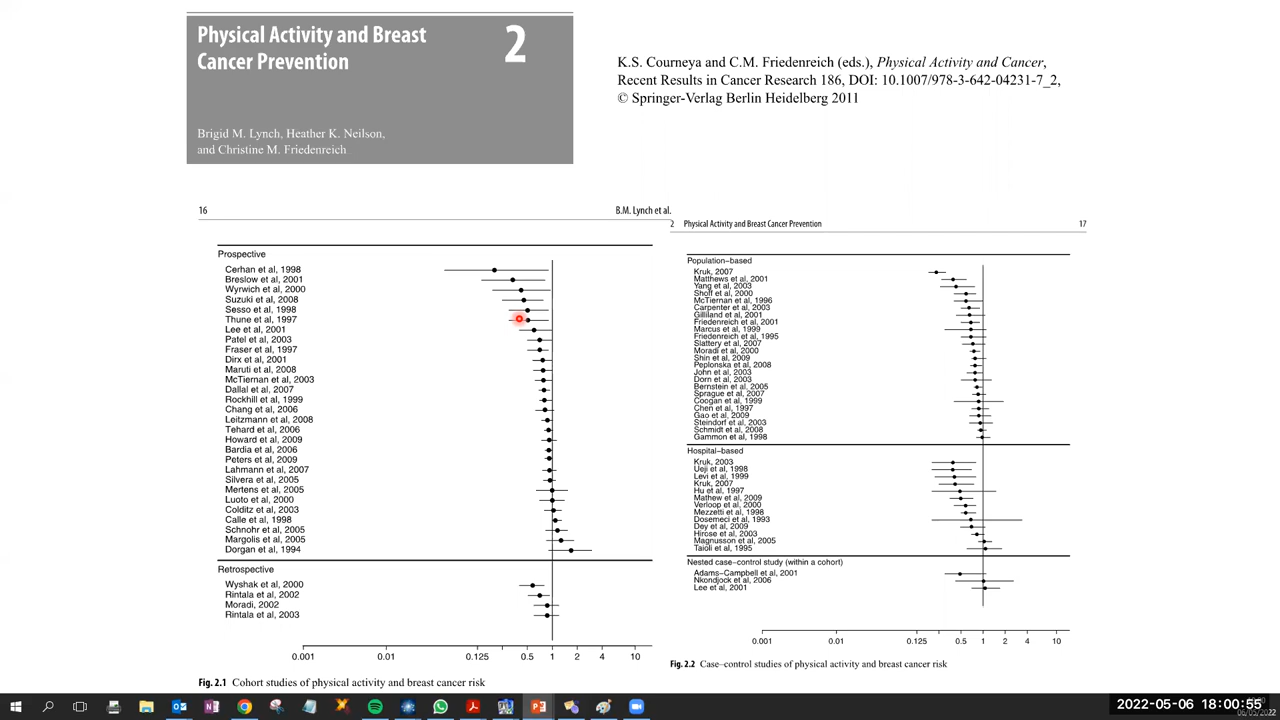 Physical Activity and Breast
Cancer Prevention
2
Brigid M. Lynch, Heather K. Neilson,
and Christine M. Friedenreich
K.S. Courneya and C.M. Friedenreich (eds.), Physical Activity and Cancer,
Recent Results in Cancer Research 186, DOI: 10.1007/978-3-642-04231-7_2,
© Springer-Verlag Berlin Heidelberg 2011
16 B.M. Lynch et al.
Prospective
Cerhan et al, 1998
Breslow et al, 2001
Wyrwich et al, 2000
Suzuki et al, 2008
Sesso et al, 1998
Thune et al, 1997
Lee et al, 2001
Patel et al, 2003
Fraser et al, 1997
Dirx et al, 2001
Maruti et al, 2008
McTiernan et al, 2003
Dallal et al, 2007
Rockhill et al, 1999
Chang et al, 2006
Leitzmann et al, 2008
Tehard et al, 2006
Howard et al, 2009
Bardia et al, 2006
Peters et al, 2009
Lahmann et al, 2007
Silvera et al, 2005
Mertens et al, 2005
Luoto et al, 2000
Colditz et al, 2003
Calle et al, 1998
Schnohr et al, 2005
Margolis et al, 2005
Dorgan et al, 1994
Retrospective
Wyshak et al, 2000
Rintala et al, 2002
Moradi, 2002
Rintala et al, 2003
0.001 0.01 0.125 0.5 1 2 4 10
Fig. 2.1 Cohort studies of physical activity and breast cancer risk
2 Physical Activity and Breast Cancer Prevention 17
Population-based
Kruk, 2007
Matthews et al, 2001
Yang et al, 2003
Shoff et al, 2000
McTiernan et al, 1996
Carpenter et al, 2003
Gilliland et al, 2001
Friedenreich et al, 2001
Marcus et al, 1999
Friedenreich et al, 1995
Slattery et al, 2007
Moradi et al, 2000
Shin et al, 2009
Peplonska et al, 2008
John et al, 2003
Dorn et al, 2003
Bernstein et al, 2005
Sprague et al, 2007
Coogan et al, 1999
Chen et al, 1997
Gao et al, 2009
Steindorf et al, 2003
Schmidt et al, 2008
Gammon et al, 1998
Hospital-based
Kruk, 2003
Ueji et al, 1998
Levi et al, 1999
Kruk, 2007
Hu et al, 1997
Mathew et al, 2009
Verloop et al, 2000
Mezzetti et al, 1998
Dosemeci et al, 1993
Dey et al, 2009
Hirose et al, 2003
Magnusson et al, 2005
Taioli et al, 1995
Nested case-control study (within a cohort)
Adams-Campbell et al, 2001
Nkondjock et al, 2006
Lee et al, 2001
0.001 0.01 0.125 0.5 1 2 5 10
Fig. 2.2 Case-control studies of physical activity and breast cancer risk
2022-05-06 18:00:55